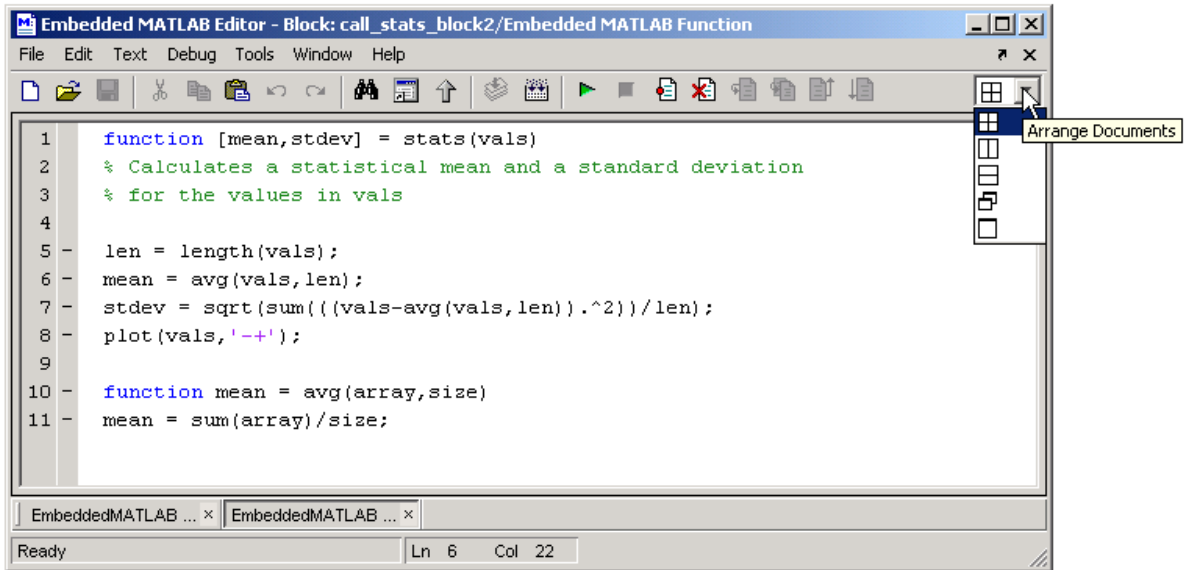 Embedded MATLAB Editor - Block: call_stats_block2/Embedded MATLAB Function
File Edit Text Debug Tools Window Help
Arrange Documents
1 function [mean,stdev] = stats(vals)
2 % Calculates a statistical mean and a standard deviation
3 % for the values in vals
4
5 - len = length(vals);
6 - mean = avg(vals,len);
7 - stdev = sqrt(sum(((vals-avg(vals,len)).^2))/len);
8 - plot(vals,'-+');
9
10 - function mean = avg(array,size)
11 - mean = sum(array)/size;
EmbeddedMATLAB ... × EmbeddedMATLAB ... ×
Ready Ln 6 Col 22